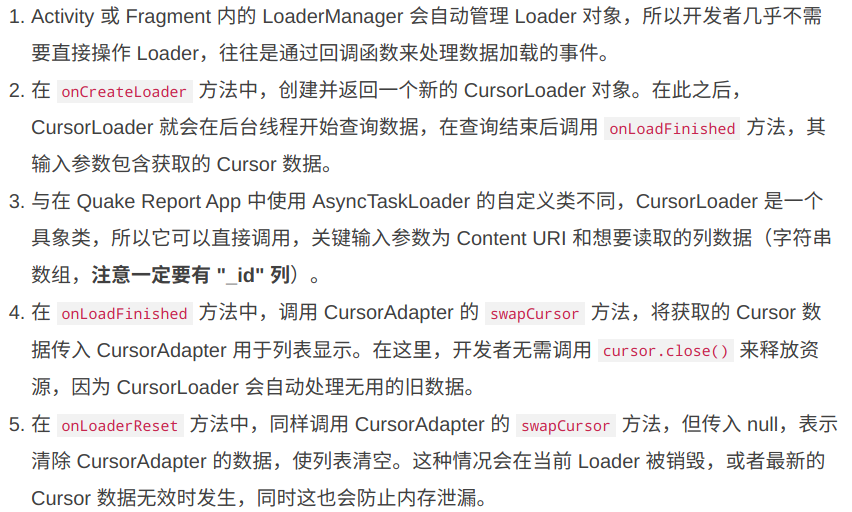 1. Activity 或 Fragment 内的 LoaderManager 会自动管理 Loader 对象，所以开发者几乎不需
要直接操作 Loader，往往是通过回调函数来处理数据加载的事件。
2. 在 onCreateLoader 方法中，创建并返回一个新的 CursorLoader 对象。在此之后，
CursorLoader 就会在后台线程开始查询数据，在查询结束后调用 onLoadFinished 方法，其
输入参数包含获取的 Cursor 数据。
3. 与在 Quake Report App 中使用 AsyncTaskLoader 的自定义类不同，CursorLoader 是一个
具象类，所以它可以直接调用，关键输入参数为 Content URI 和想要读取的列数据（字符串
数组，注意一定要有 "_id" 列）。
4. 在 onLoadFinished 方法中，调用 CursorAdapter 的 swapCursor 方法，将获取的 Cursor 数
据传入 CursorAdapter 用于列表显示。在这里，开发者无需调用 cursor.close() 来释放资
源，因为 CursorLoader 会自动处理无用的旧数据。
5. 在 onLoaderReset 方法中，同样调用 CursorAdapter 的 swapCursor 方法，但传入 null，表示
清除 CursorAdapter 的数据，使列表清空。这种情况会在当前 Loader 被销毁，或者最新的
Cursor 数据无效时发生，同时这也会防止内存泄漏。